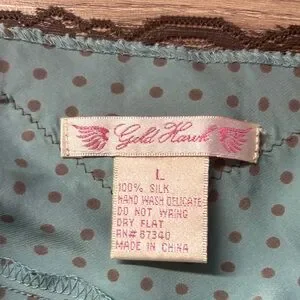 Gold Hawk
L
100% SILK
HAND WASH DELICATE
DO NOT WRING
DRY FLAT
RN# 87340
MADE IN CHINA